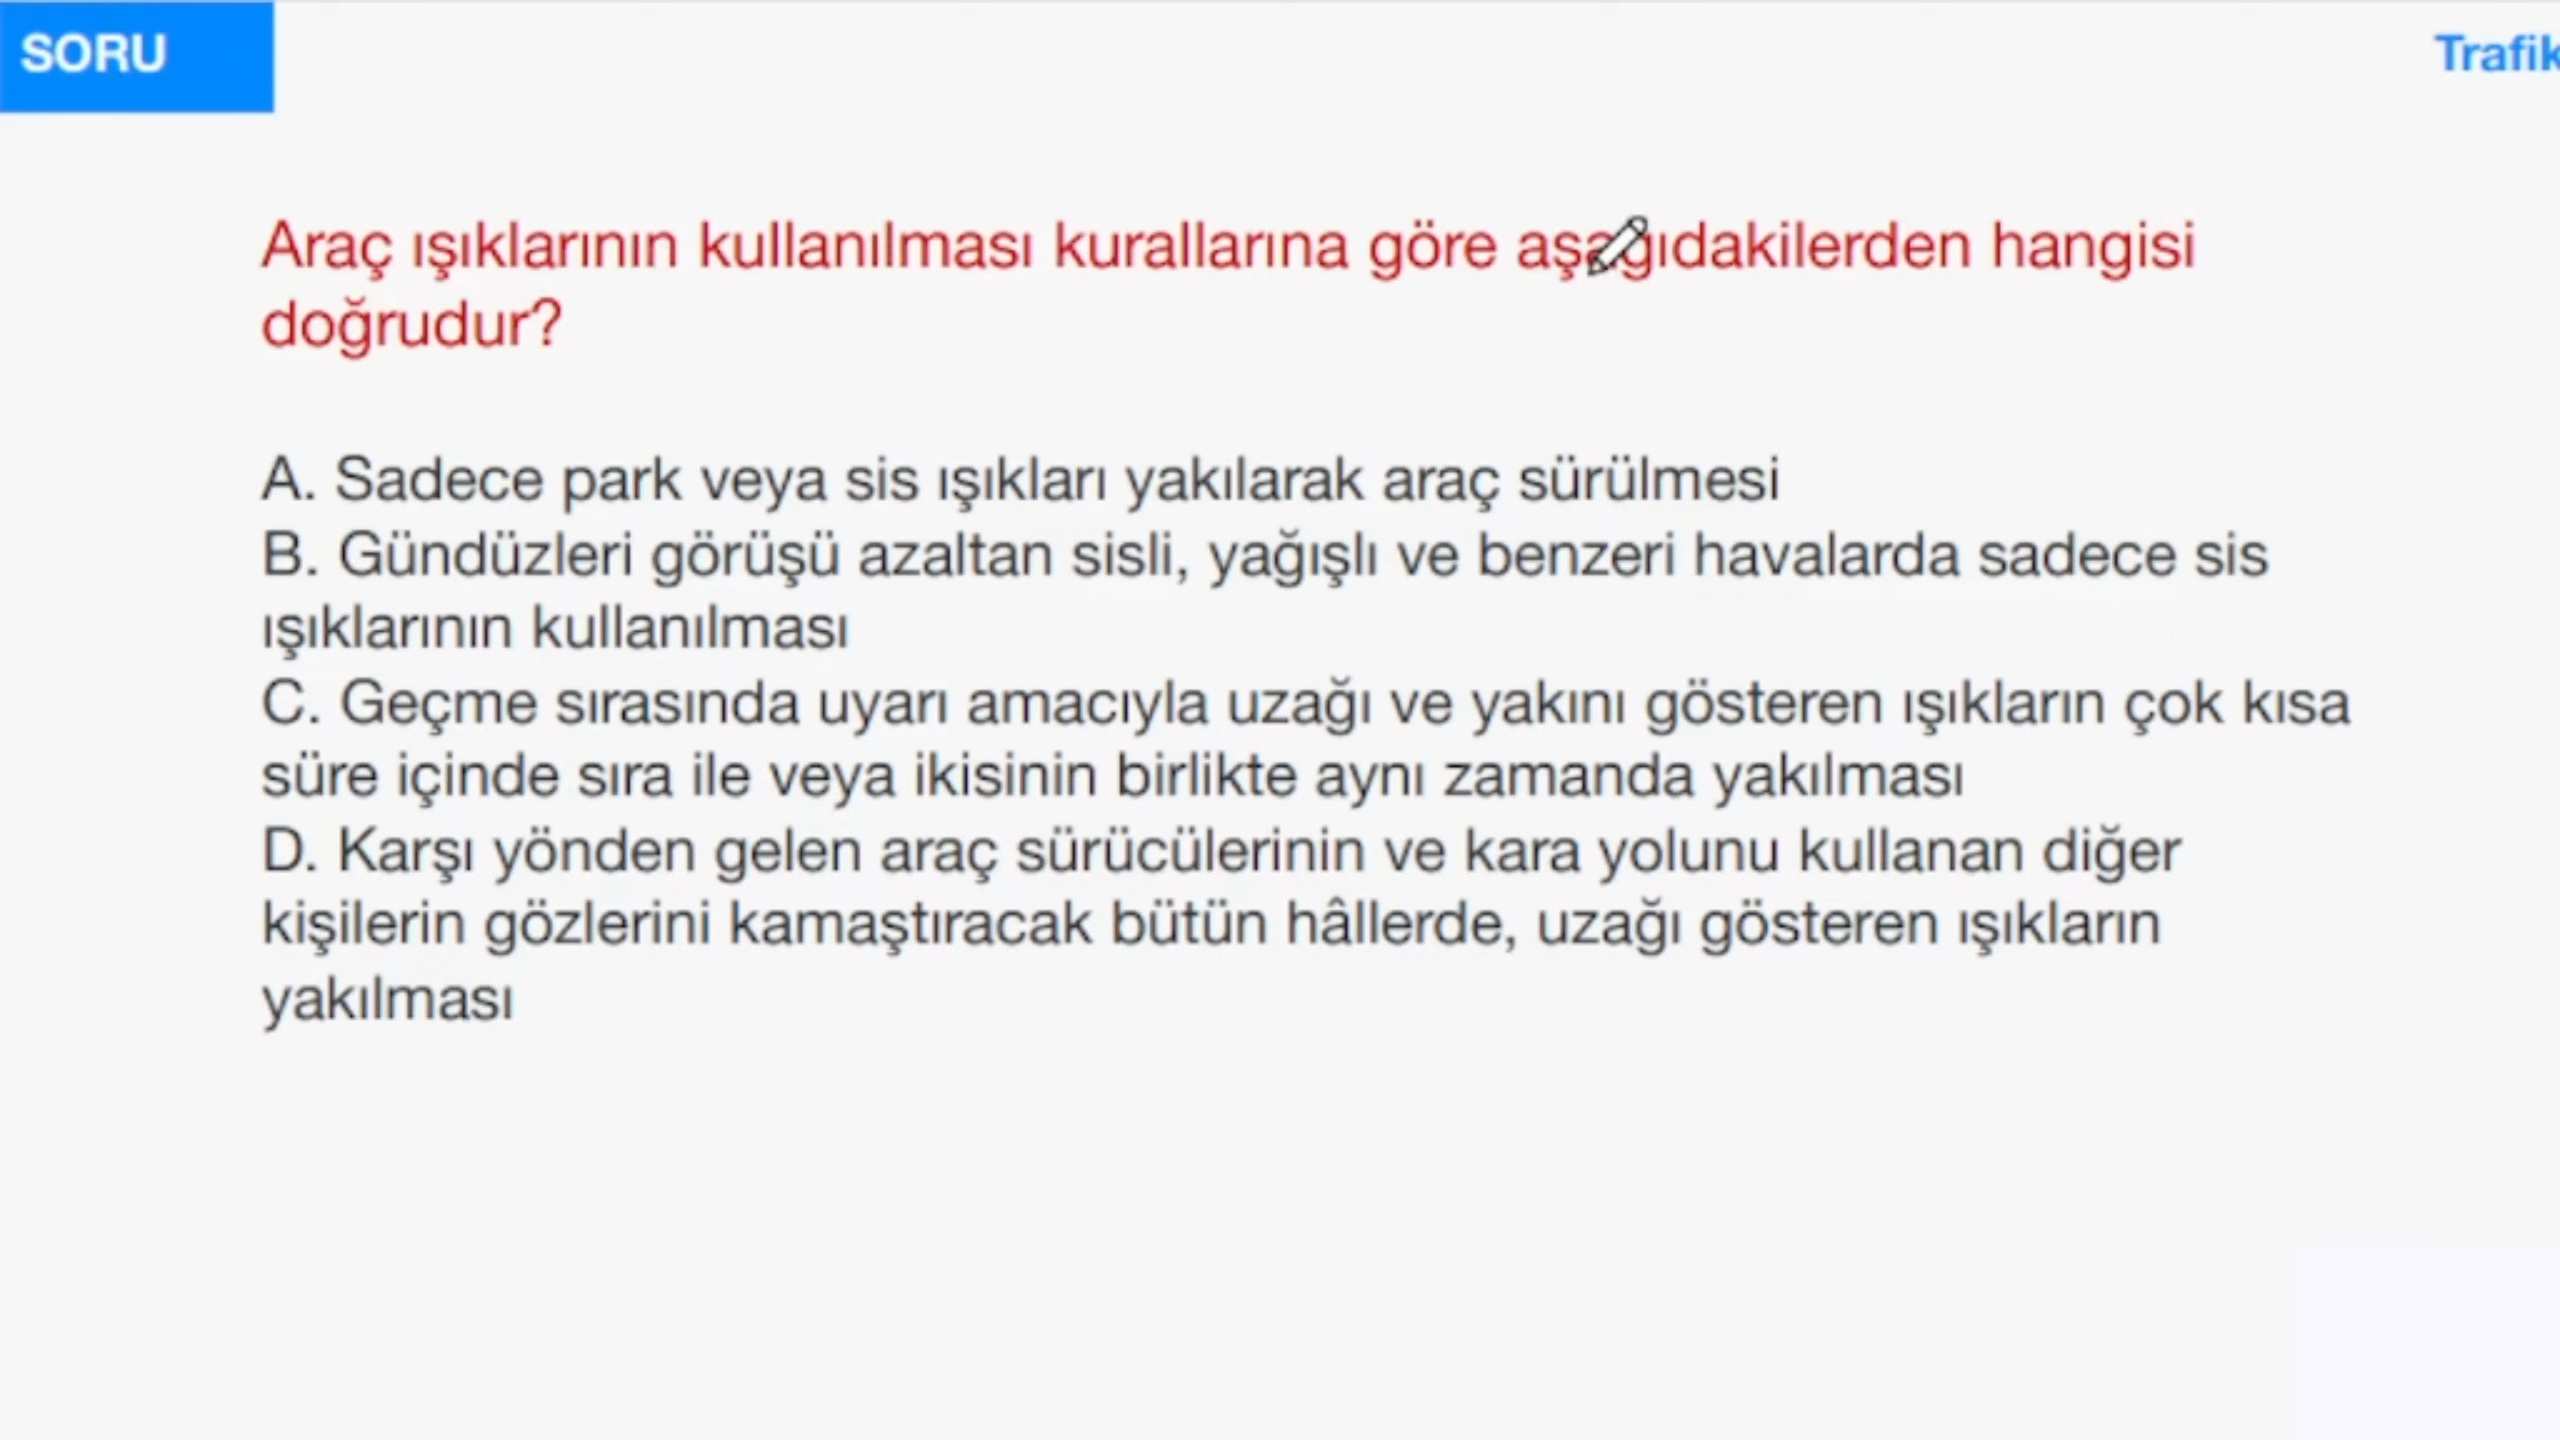 SORU
Trafik
Araç ışıklarının kullanılması kurallarına göre aşağıdakilerden hangisi
doğrudur?
A. Sadece park veya sis ışıkları yakılarak araç sürülmesi
B. Gündüzleri görüşü azaltan sisli, yağışlı ve benzeri havalarda sadece sis
ışıklarının kullanılması
C. Geçme sırasında uyarı amacıyla uzağı ve yakını gösteren ışıkların çok kısa
süre içinde sıra ile veya ikisinin birlikte aynı zamanda yakılması
D. Karşı yönden gelen araç sürücülerinin ve kara yolunu kullanan diğer
kişilerin gözlerini kamaştıracak bütün hâllerde, uzağı gösteren ışıkların
yakılması